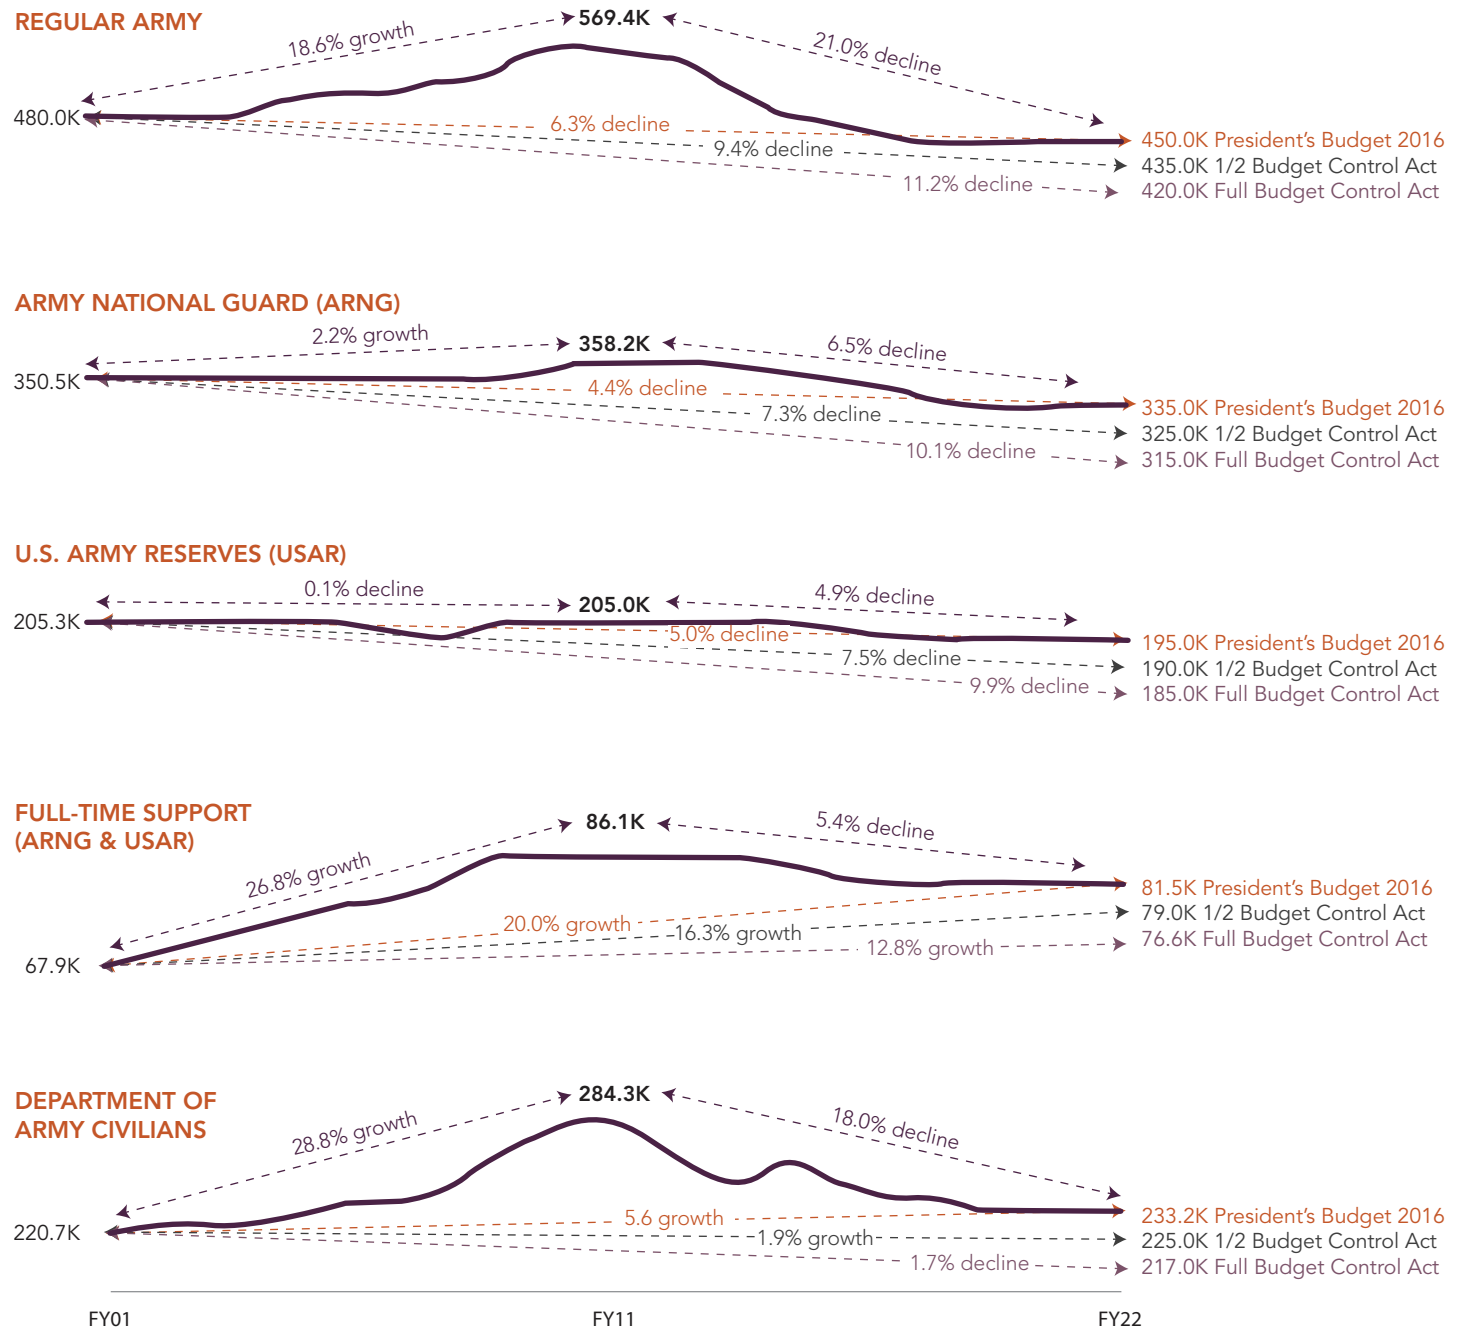 REGULAR ARMY
569.4K
18.6% growth
21.0% decline
480.0K
6.3% decline
9.4% decline
11.2% decline
450.0K President’s Budget 2016
435.0K 1/2 Budget Control Act
420.0K Full Budget Control Act
ARMY NATIONAL GUARD (ARNG)
2.2% growth
358.2K
6.5% decline
350.5K
4.4% decline
7.3% decline
10.1% decline
335.0K President’s Budget 2016
325.0K 1/2 Budget Control Act
315.0K Full Budget Control Act
U.S. ARMY RESERVES (USAR)
0.1% decline
205.0K
4.9% decline
205.3K
5.0% decline
7.5% decline
9.9% decline
195.0K President’s Budget 2016
190.0K 1/2 Budget Control Act
185.0K Full Budget Control Act
FULL-TIME SUPPORT
(ARNG & USAR)
86.1K
5.4% decline
26.8% growth
67.9K
20.0% growth
16.3% growth
12.8% growth
81.5K President’s Budget 2016
79.0K 1/2 Budget Control Act
76.6K Full Budget Control Act
DEPARTMENT OF
ARMY CIVILIANS
284.3K
28.8% growth
18.0% decline
220.7K
5.6 growth
1.9% growth
1.7% decline
233.2K President’s Budget 2016
225.0K 1/2 Budget Control Act
217.0K Full Budget Control Act
FY01
FY11
FY22